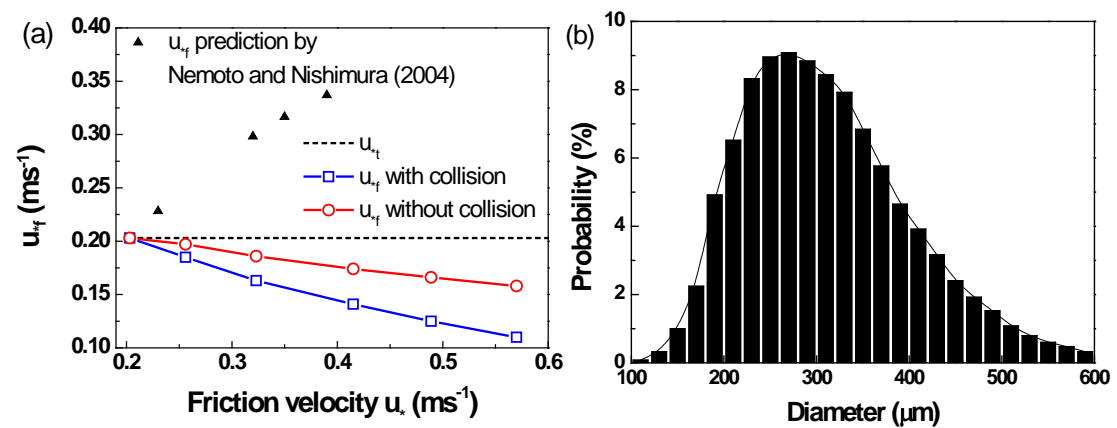 (a)
0.40
0.35
0.30
0.25
0.20
0.15
0.10
u*f (ms-1)
u*f prediction by
Nemoto and Nishimura (2004)
u*t
u*f with collision
u*f without collision
0.2 0.3 0.4 0.5 0.6
Friction velocity u* (ms-1)
(b)
10
8
6
4
2
0
Probability (%)
100 200 300 400 500 600
Diameter (μm)